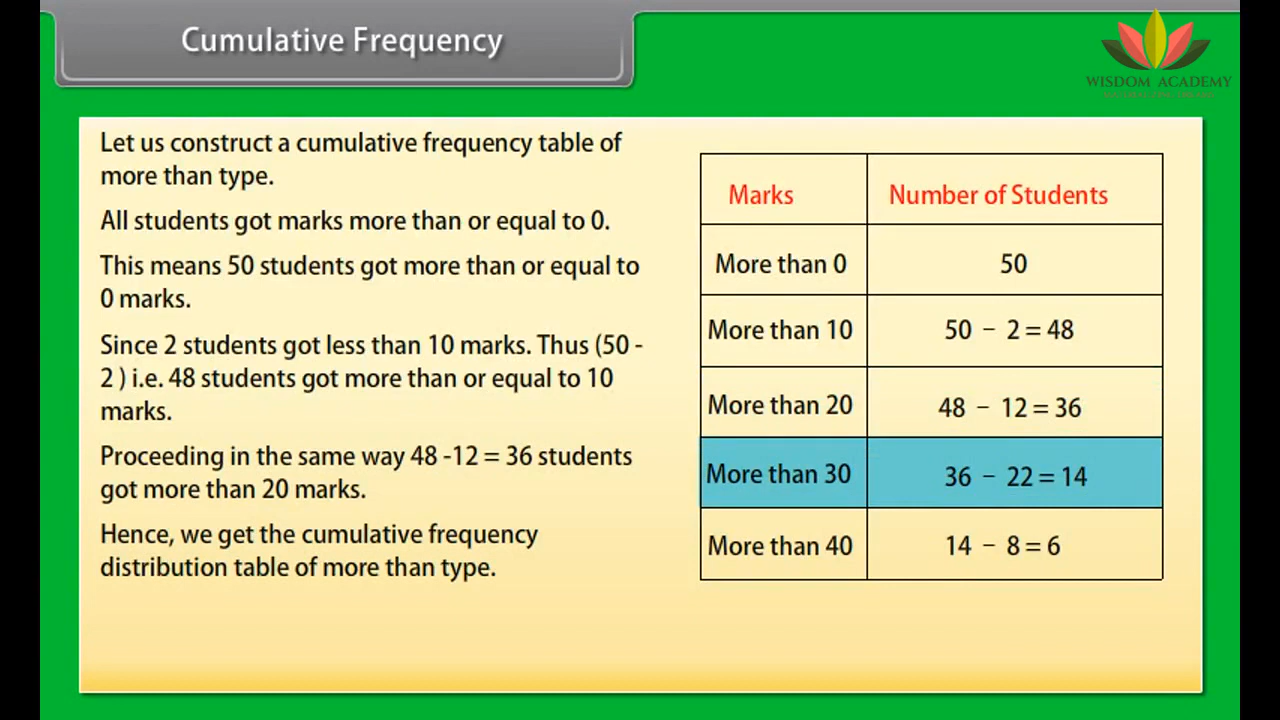 Cumulative Frequency
WISDOM ACADEMY
Let us construct a cumulative frequency table of
more than type.
All students got marks more than or equal to 0.
This means 50 students got more than or equal to
0 marks.
Since 2 students got less than 10 marks. Thus (50 -
2 ) i.e. 48 students got more than or equal to 10
marks.
Proceeding in the same way 48 -12 = 36 students
got more than 20 marks.
Hence, we get the cumulative frequency
distribution table of more than type.
Marks Number of Students
More than 0 50
More than 10 50 − 2 = 48
More than 20 48 − 12 = 36
More than 30 36 − 22 = 14
More than 40 14 − 8 = 6